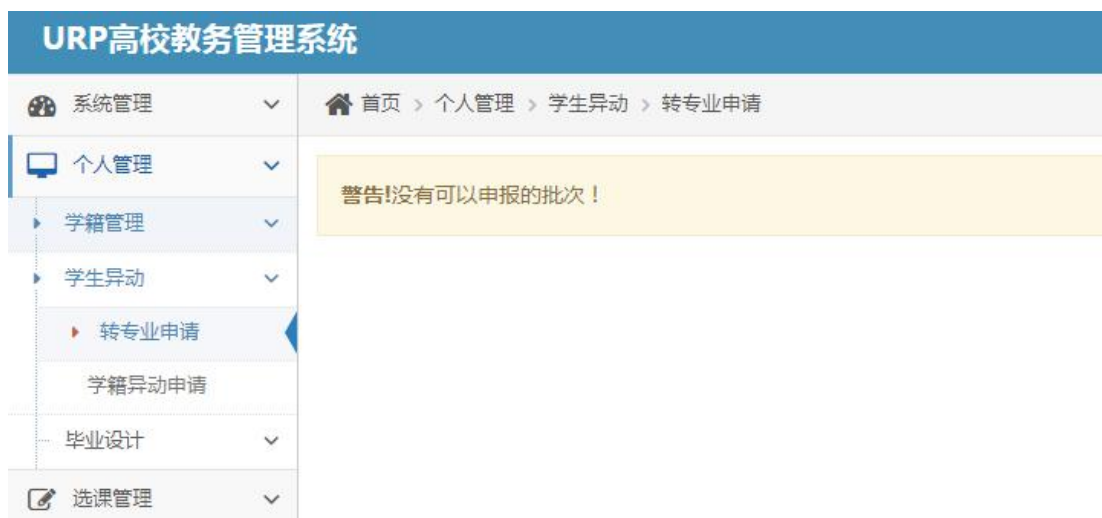 URP高校教务管理系统
系统管理
首页 > 个人管理 > 学生异动 > 转专业申请
个人管理
警告!没有可以申报的批次！
学籍管理
学生异动
转专业申请
学籍异动申请
毕业设计
选课管理